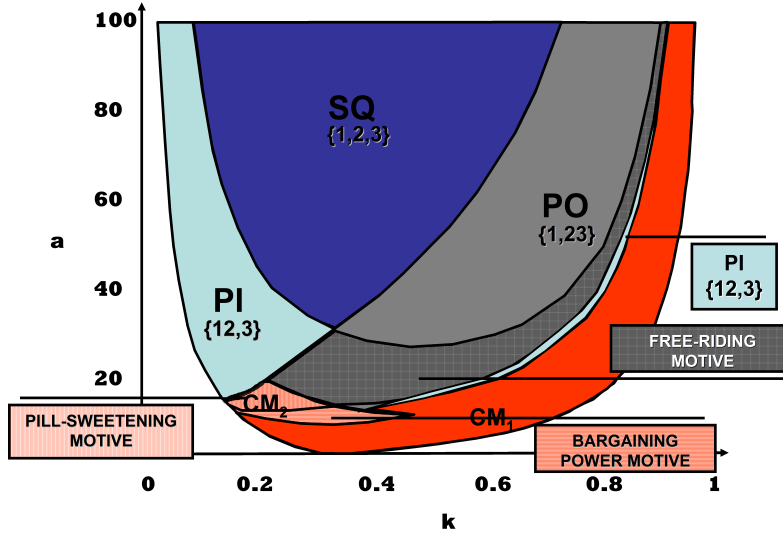 100
80
60
a
40
20
SQ
{1,2,3}
PO
{1,23}
PI
{12,3}
PI
{12,3}
FREE-RIDING
MOTIVE
CM2
CM1
PILL-SWEETENING
MOTIVE
BARGAINING
POWER MOTIVE
0 0.2 0.4 0.6 0.8 1
k